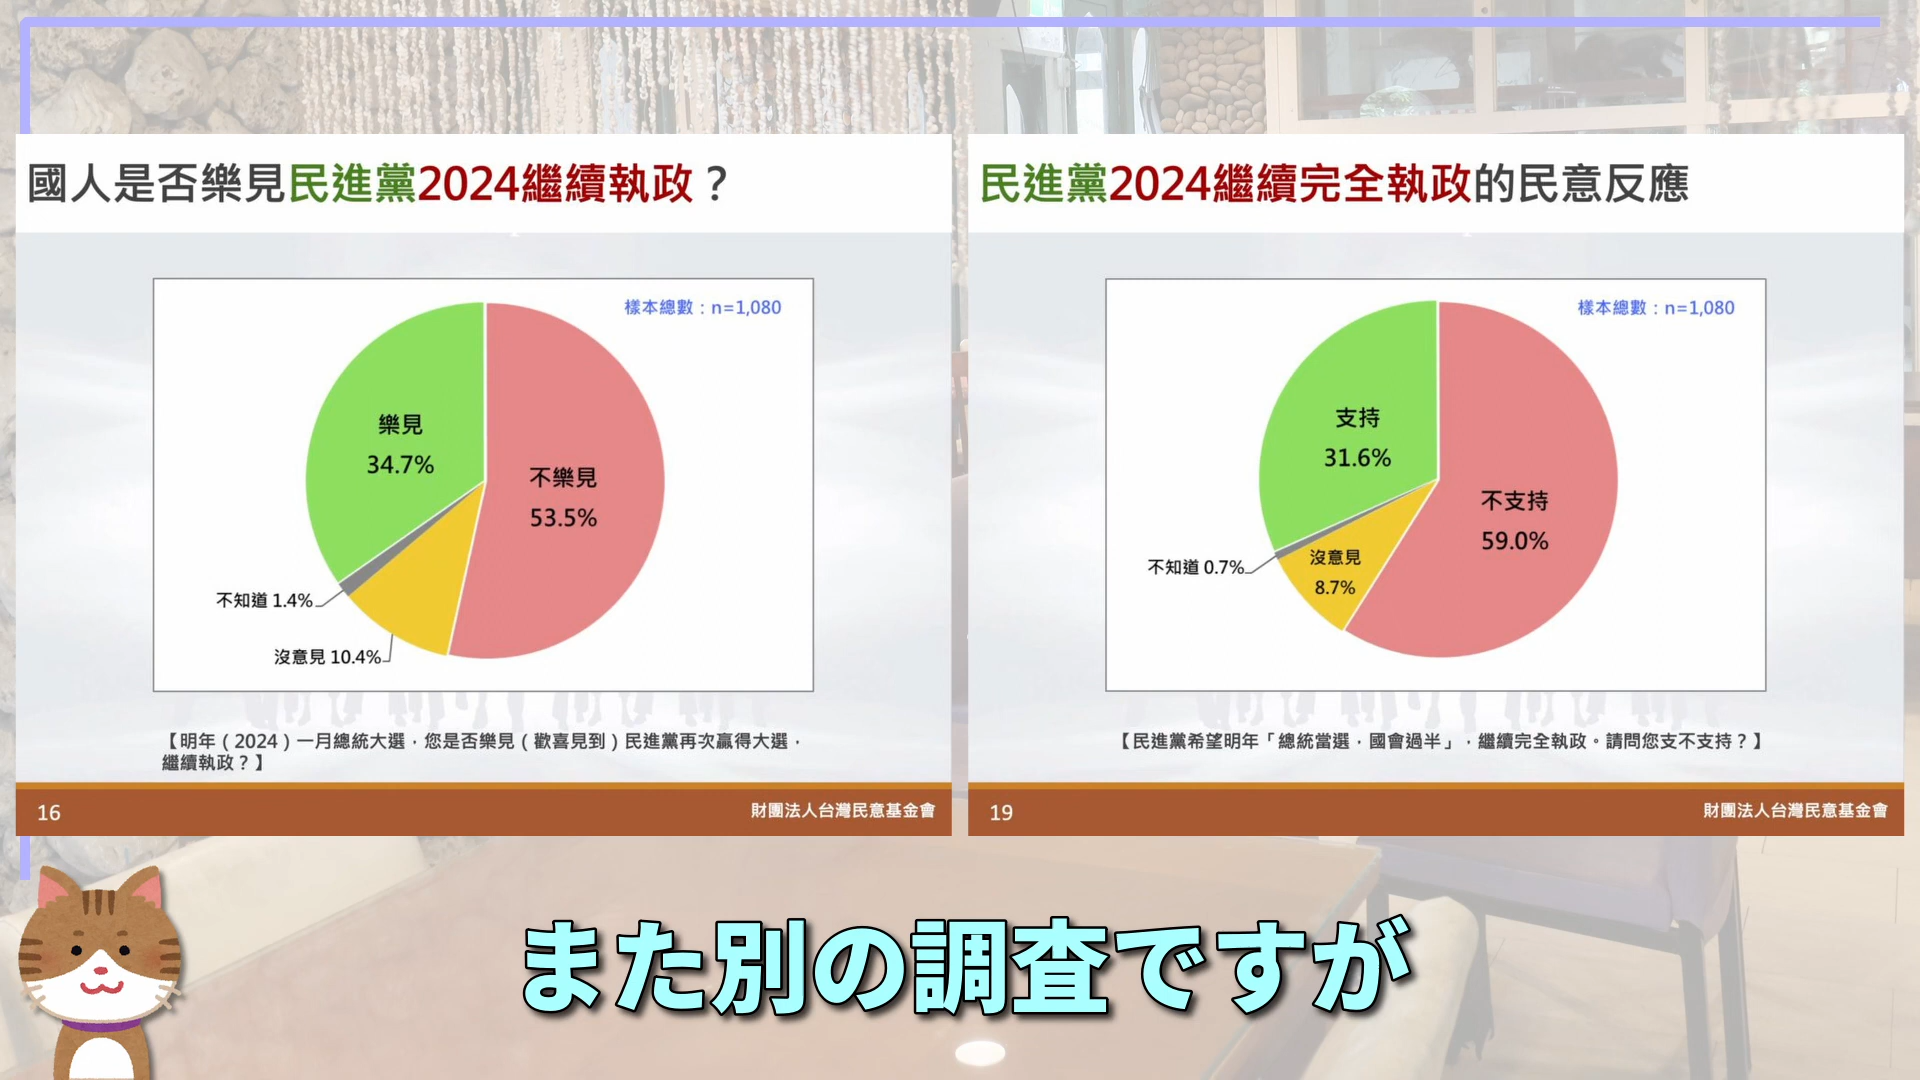 國人是否樂見民進黨2024繼續執政？
樣本總數：n=1,080
樂見
34.7%
不樂見
53.5%
不知道 1.4%
沒意見 10.4%
【明年（2024）一月總統大選，您是否樂見（歡喜見到）民進黨再次贏得大選，
繼續執政？】
16
財團法人台灣民意基金會
民進黨2024繼續完全執政的民意反應
樣本總數：n=1,080
支持
31.6%
不支持
59.0%
不知道 0.7%
沒意見
8.7%
【民進黨希望明年「總統當選，國會過半」，繼續完全執政。請問您支不支持？】
19
財團法人台灣民意基金會
また別の調査ですが